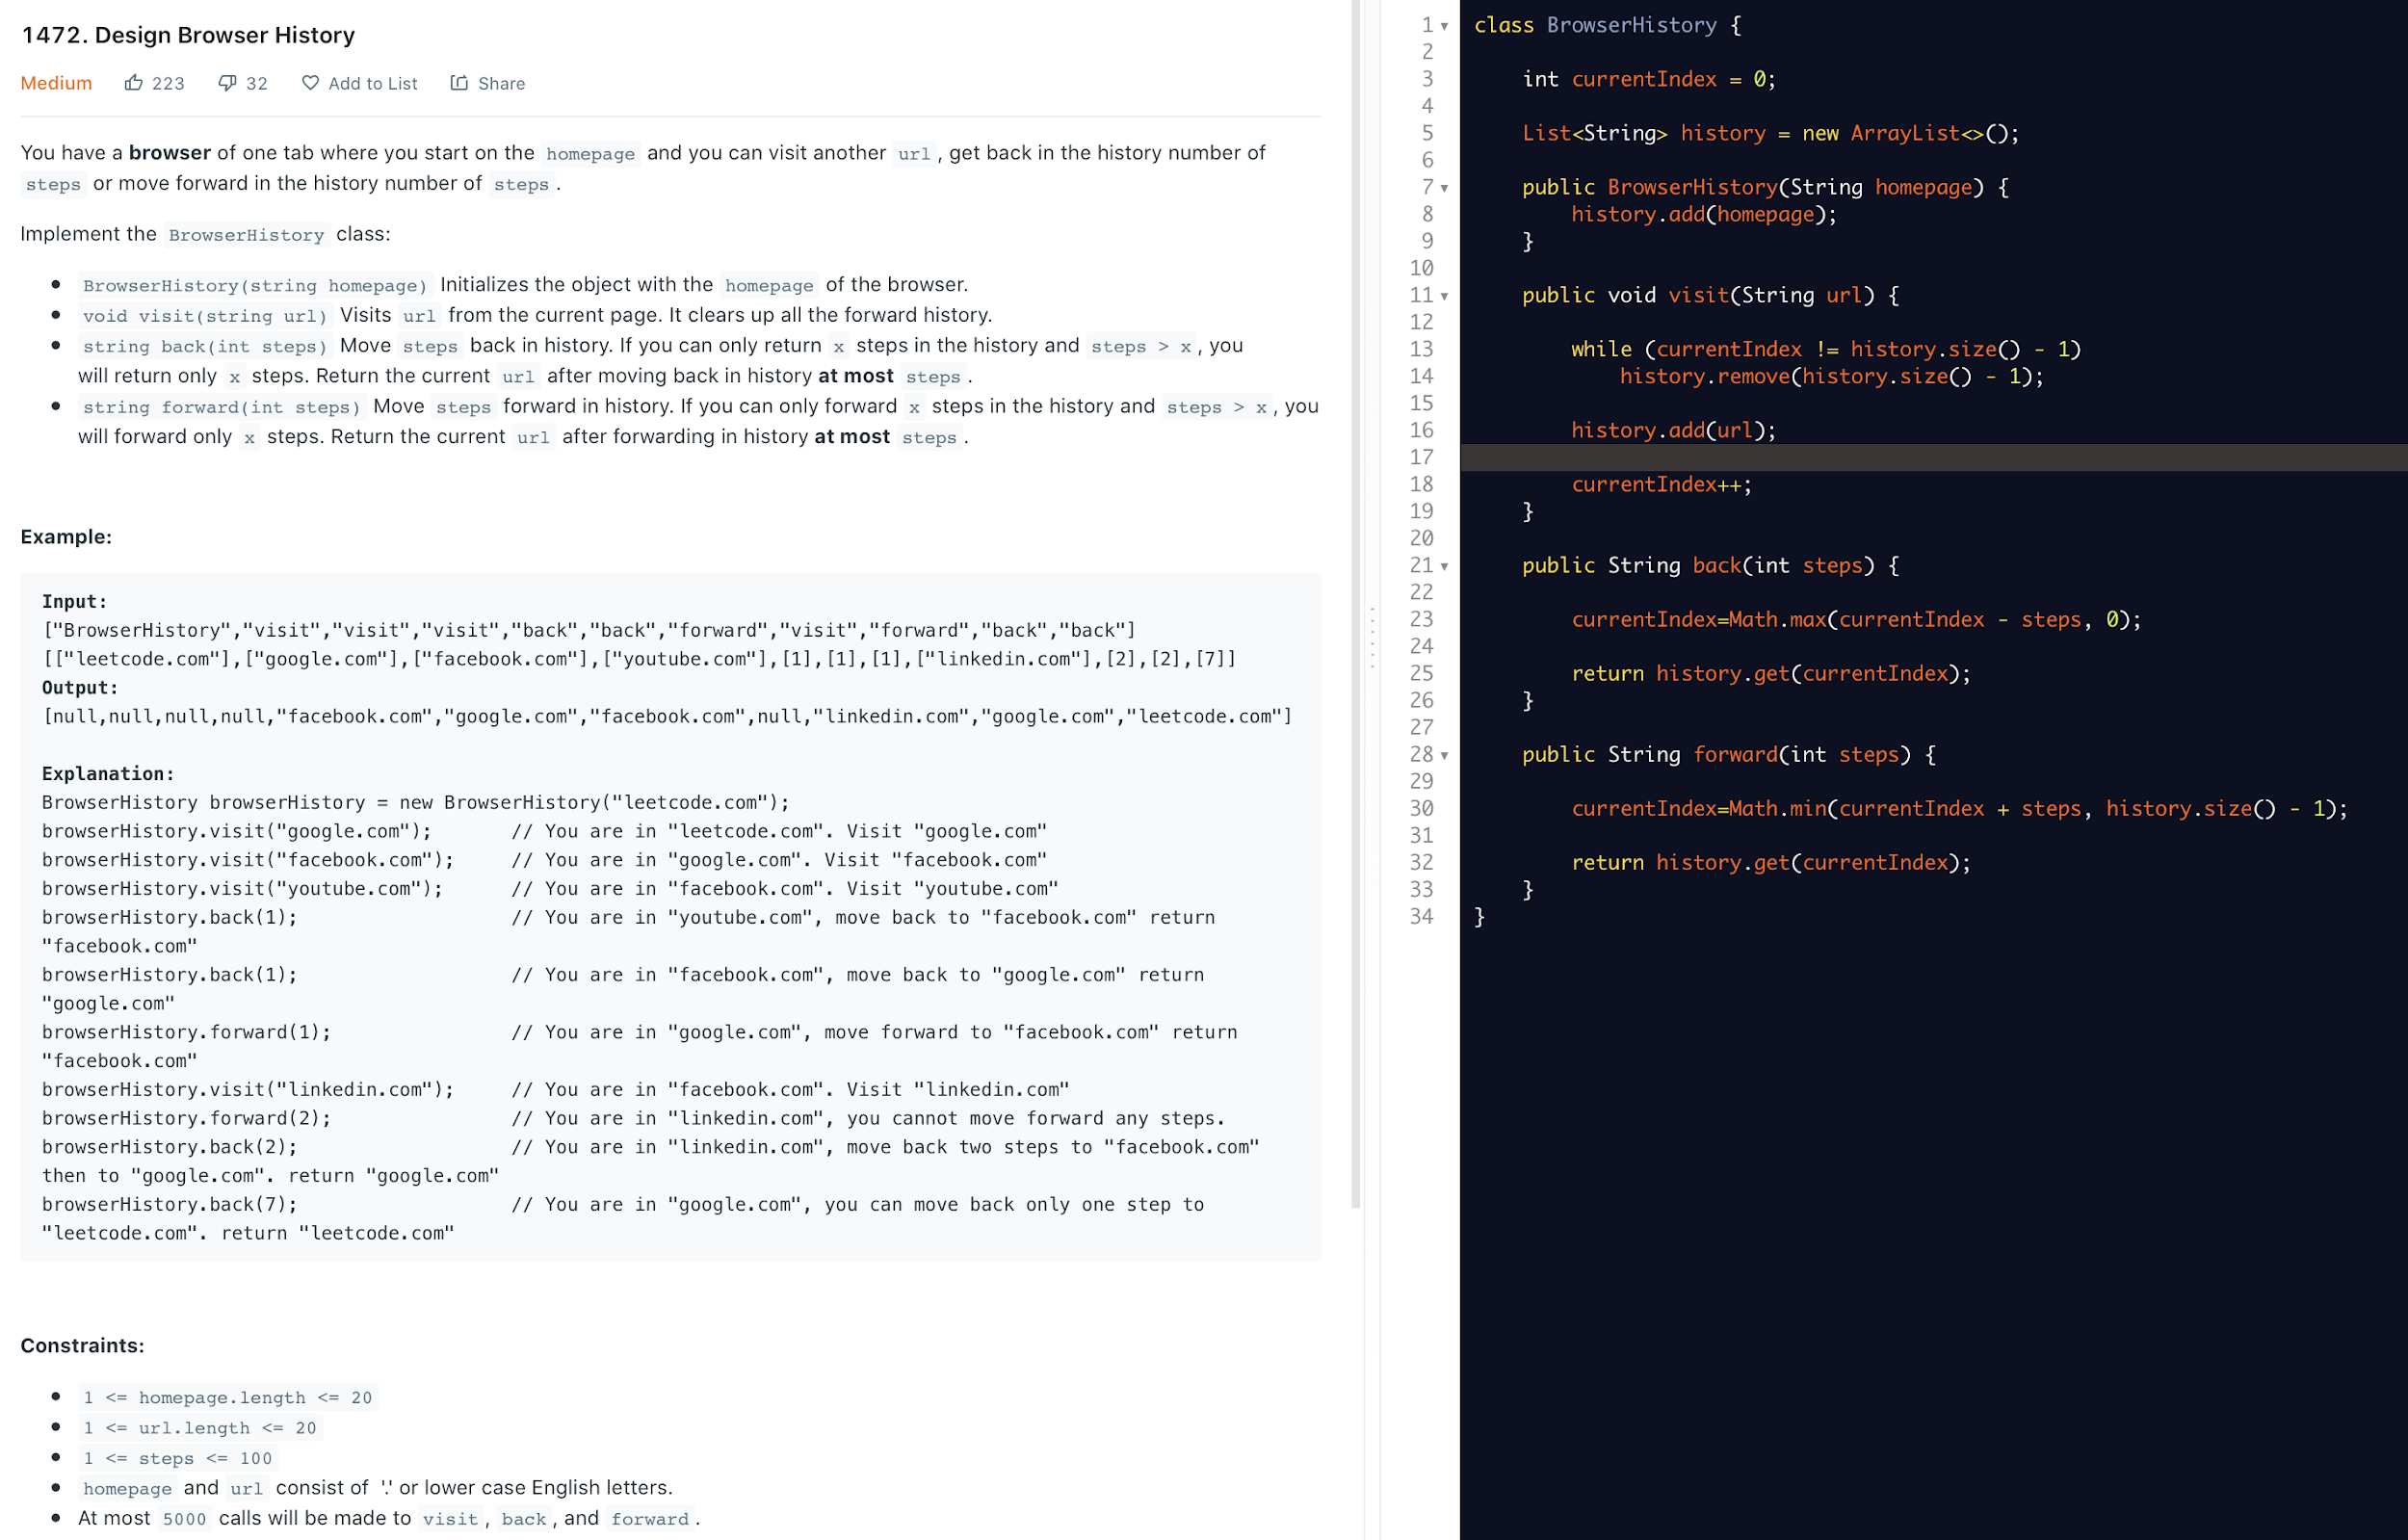 1472. Design Browser History
Medium 223 32 Add to List Share
You have a browser of one tab where you start on the homepage and you can visit another url, get back in the history number of
steps or move forward in the history number of steps.
Implement the BrowserHistory class:
• BrowserHistory(string homepage) Initializes the object with the homepage of the browser.
• void visit(string url) Visits url from the current page. It clears up all the forward history.
• string back(int steps) Move steps back in history. If you can only return x steps in the history and steps > x, you
will return only x steps. Return the current url after moving back in history at most steps.
• string forward(int steps) Move steps forward in history. If you can only forward x steps in the history and steps > x, you
will forward only x steps. Return the current url after forwarding in history at most steps.
Example:
Input:
["BrowserHistory","visit","visit","visit","back","back","forward","visit","forward","back","back"]
[["leetcode.com"],["google.com"],["facebook.com"],["youtube.com"],[1],[1],[1],["linkedin.com"],[2],[2],[7]]
Output:
[null,null,null,null,"facebook.com","google.com","facebook.com",null,"linkedin.com","google.com","leetcode.com"]
Explanation:
BrowserHistory browserHistory = new BrowserHistory("leetcode.com");
browserHistory.visit("google.com");       // You are in "leetcode.com". Visit "google.com"
browserHistory.visit("facebook.com");     // You are in "google.com". Visit "facebook.com"
browserHistory.visit("youtube.com");      // You are in "facebook.com". Visit "youtube.com"
browserHistory.back(1);                   // You are in "youtube.com", move back to "facebook.com" return
"facebook.com"
browserHistory.back(1);                   // You are in "facebook.com", move back to "google.com" return
"google.com"
browserHistory.forward(1);                // You are in "google.com", move forward to "facebook.com" return
"facebook.com"
browserHistory.visit("linkedin.com");     // You are in "facebook.com". Visit "linkedin.com"
browserHistory.forward(2);                // You are in "linkedin.com", you cannot move forward any steps.
browserHistory.back(2);                   // You are in "linkedin.com", move back two steps to "facebook.com"
then to "google.com". return "google.com"
browserHistory.back(7);                   // You are in "google.com", you can move back only one step to
"leetcode.com". return "leetcode.com"
Constraints:
• 1 <= homepage.length <= 20
• 1 <= url.length <= 20
• 1 <= steps <= 100
• homepage and url consist of '.' or lower case English letters.
• At most 5000 calls will be made to visit, back, and forward.
1 class BrowserHistory {
2
3     int currentIndex = 0;
4
5     List<String> history = new ArrayList<>();
6
7     public BrowserHistory(String homepage) {
8         history.add(homepage);
9     }
10
11     public void visit(String url) {
12
13         while (currentIndex != history.size() - 1)
14             history.remove(history.size() - 1);
15
16         history.add(url);
17
18         currentIndex++;
19     }
20
21     public String back(int steps) {
22
23         currentIndex=Math.max(currentIndex - steps, 0);
24
25         return history.get(currentIndex);
26     }
27
28     public String forward(int steps) {
29
30         currentIndex=Math.min(currentIndex + steps, history.size() - 1);
31
32         return history.get(currentIndex);
33     }
34 }